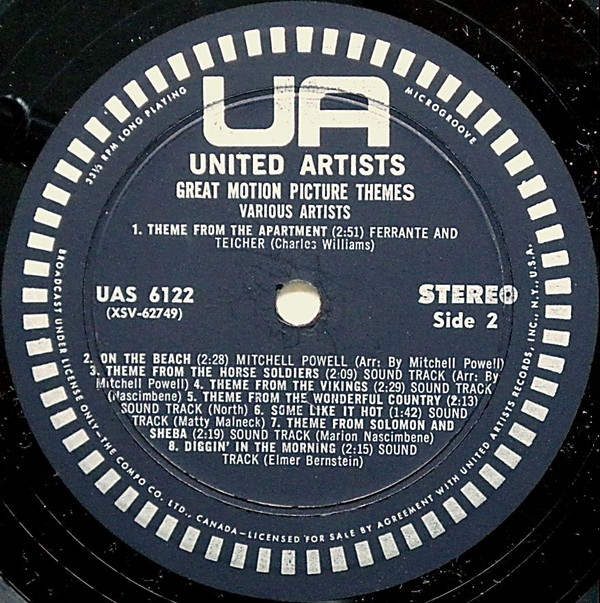 33⅓ RPM LONG PLAYING
MICROGROOVE
UA
UNITED ARTISTS
GREAT MOTION PICTURE THEMES
VARIOUS ARTISTS
1. THEME FROM THE APARTMENT (2:51) FERRANTE AND
TEICHER (Charles Williams)
UAS 6122
(XSV-62749)
STEREO
Side 2
2. ON THE BEACH (2:28) MITCHELL POWELL (Arr: By Mitchell Powell)
3. THEME FROM THE HORSE SOLDIERS (2:09) SOUND TRACK (Arr: By
Mitchell Powell) 4. THEME FROM THE VIKINGS (2:29) SOUND TRACK
(Nascimbene) 5. THEME FROM THE WONDERFUL COUNTRY (2:13)
SOUND TRACK (North) 6. SOME LIKE IT HOT (1:42) SOUND
TRACK (Matty Malneck) 7. THEME FROM SOLOMON AND
SHEBA (2:19) SOUND TRACK (Marion Nascimbene)
8. DIGGIN' IN THE MORNING (2:15) SOUND
TRACK (Elmer Bernstein)
BROADCAST UNDER LICENSE ONLY—THE COMPO CO. LTD., CANADA—LICENSED FOR SALE BY AGREEMENT WITH UNITED ARTISTS RECORDS, INC., N.Y., U.S.A.